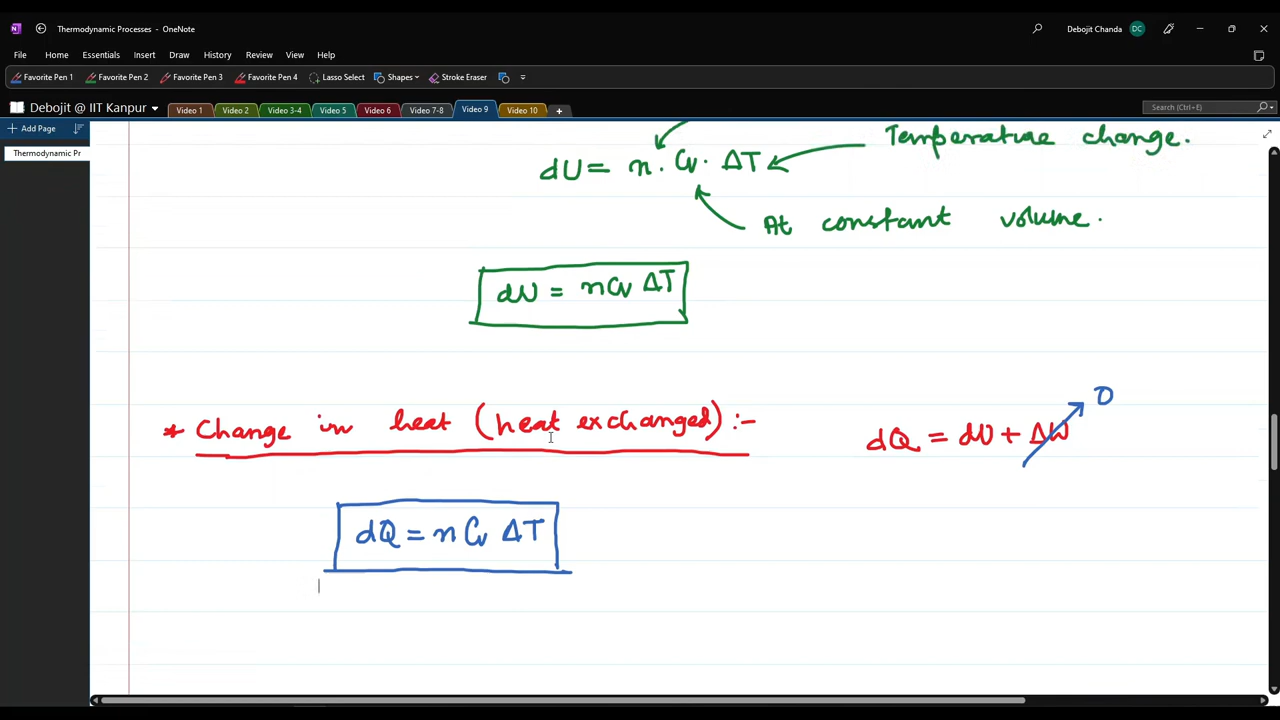 Thermodynamic Processes - OneNote
Debojit Chanda DC
File Home Essentials Insert Draw History Review View Help
Favorite Pen 1 Favorite Pen 2 Favorite Pen 3 Favorite Pen 4 Lasso Select Shapes Stroke Eraser
Debojit @ IIT Kanpur Video 1 Video 2 Video 3-4 Video 5 Video 6 Video 7-8 Video 9 Video 10 + Search (Ctrl+E)
+ Add Page
Thermodynamic Pr
Temperature change.
dU = n · Cv · ΔT
At constant volume.
dU = nCv ΔT
* Change in heat (heat exchanged) :-
dQ = dU + ΔW 0
dQ = n Cv ΔT